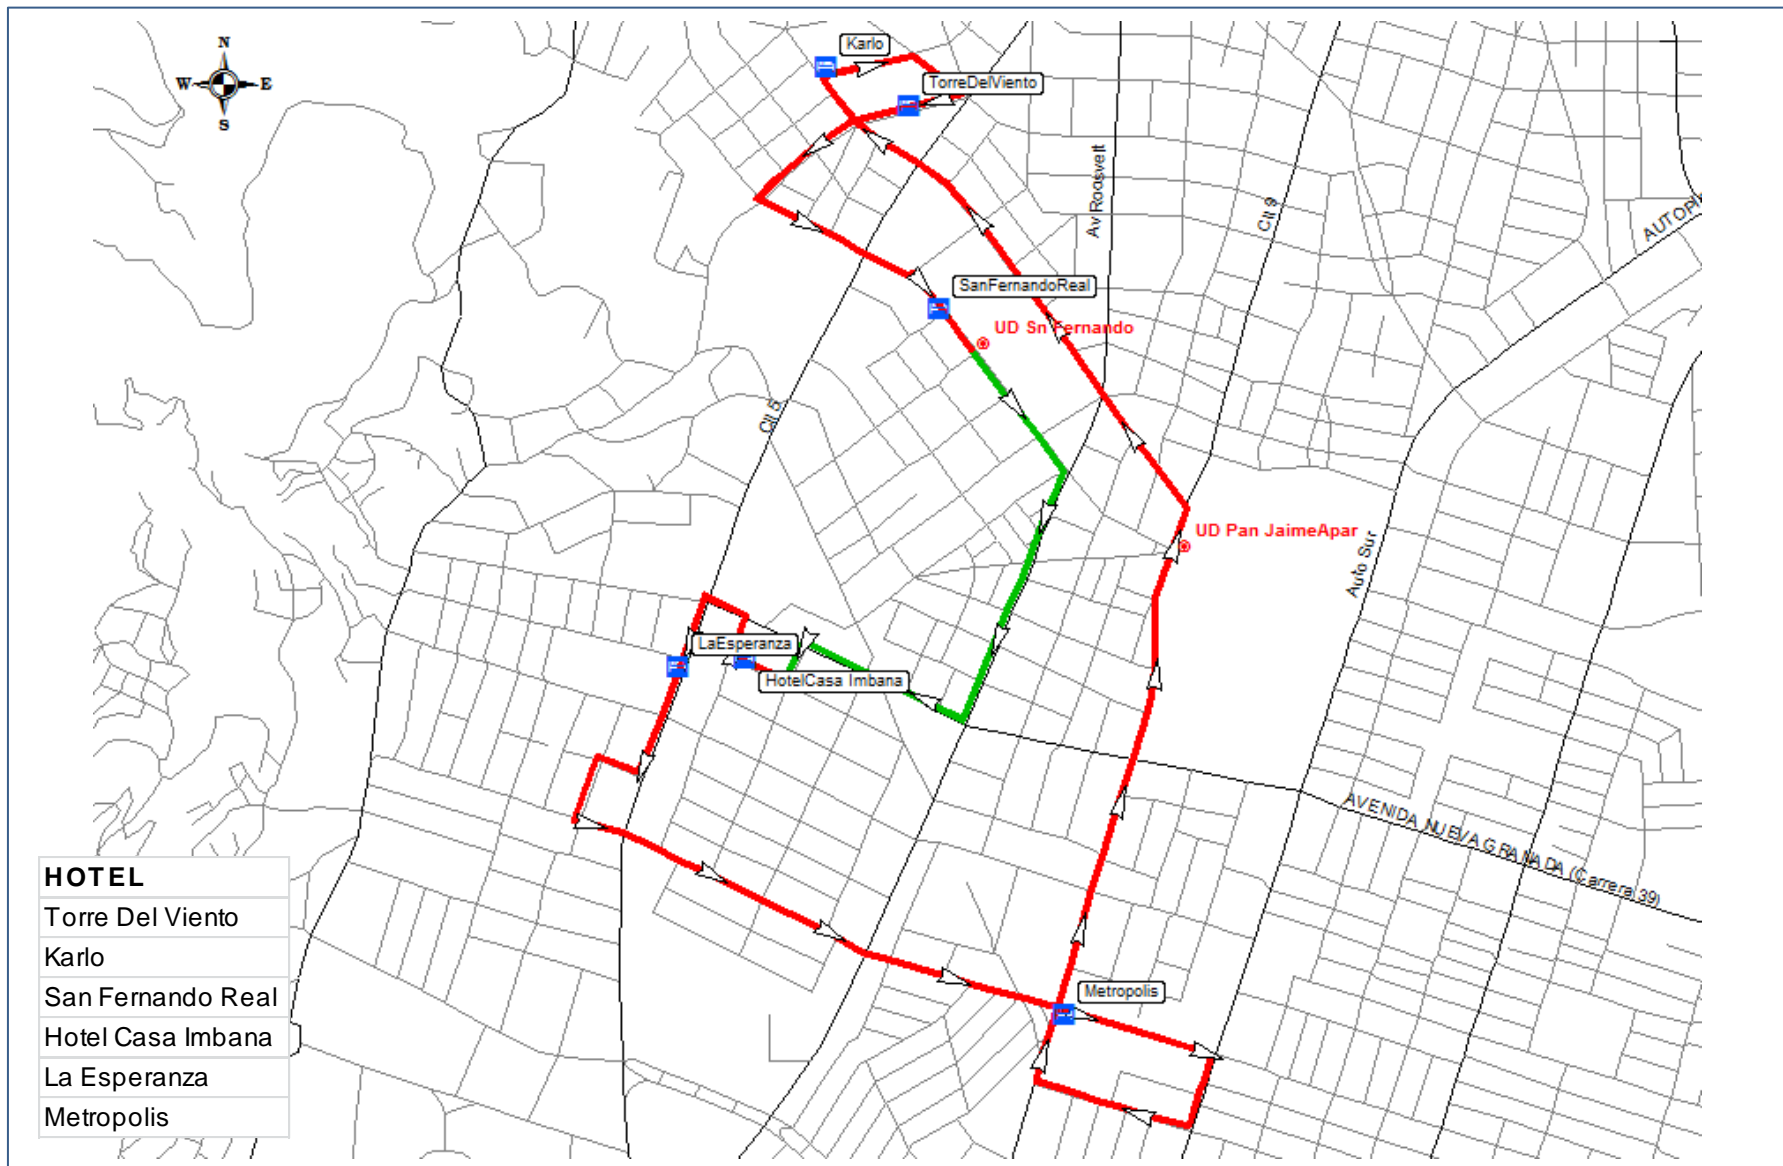 N
W
E
S
Karlo
TorreDelViento
Av Roosvelt
Cll 9
AUTOPI
SanFernandoReal
UD Sn Fernando
Cll 5
UD Pan JaimeApar
Auto Sur
LaEsperanza
HotelCasa Imbana
AVENIDA NUEVA GRANADA (Carrera 39)
Metropolis
HOTEL
Torre Del Viento
Karlo
San Fernando Real
Hotel Casa Imbana
La Esperanza
Metropolis